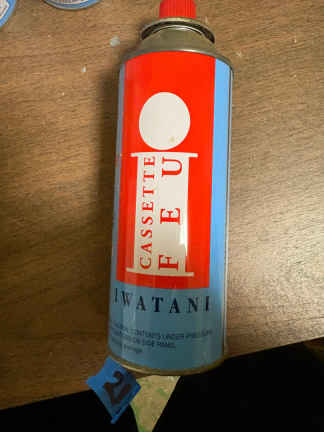 CASSETTE
FEU
IWATANI
CONTENTS UNDER PRESSURE
ON SIDE PANEL
21